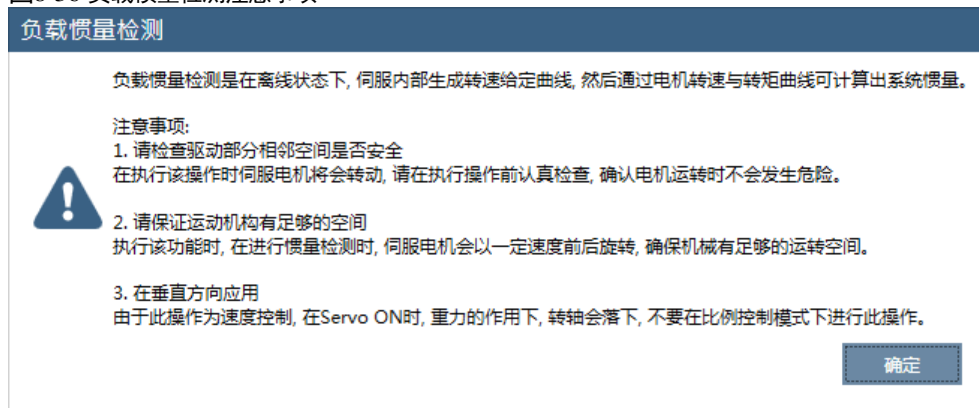 负载惯量检测
负载惯量检测是在离线状态下, 伺服内部生成转速给定曲线, 然后通过电机转速与转矩曲线可计算出系统惯量。
注意事项:
1. 请检查驱动部分相邻空间是否安全
在执行该操作时伺服电机将会转动, 请在执行操作前认真检查, 确认电机运转时不会发生危险。
2. 请保证运动机构有足够的空间
执行该功能时, 在进行惯量检测时, 伺服电机会以一定速度前后旋转, 确保机械有足够的运转空间。
3. 在垂直方向应用
由于此操作为速度控制, 在Servo ON时, 重力的作用下, 转轴会落下, 不要在比例控制模式下进行此操作。
确定